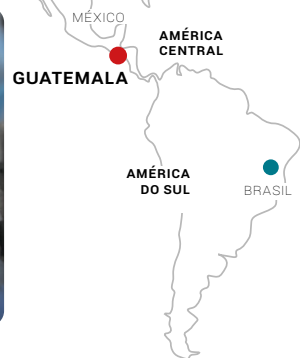 MÉXICO
AMÉRICA
CENTRAL
GUATEMALA
AMÉRICA
DO SUL
BRASIL